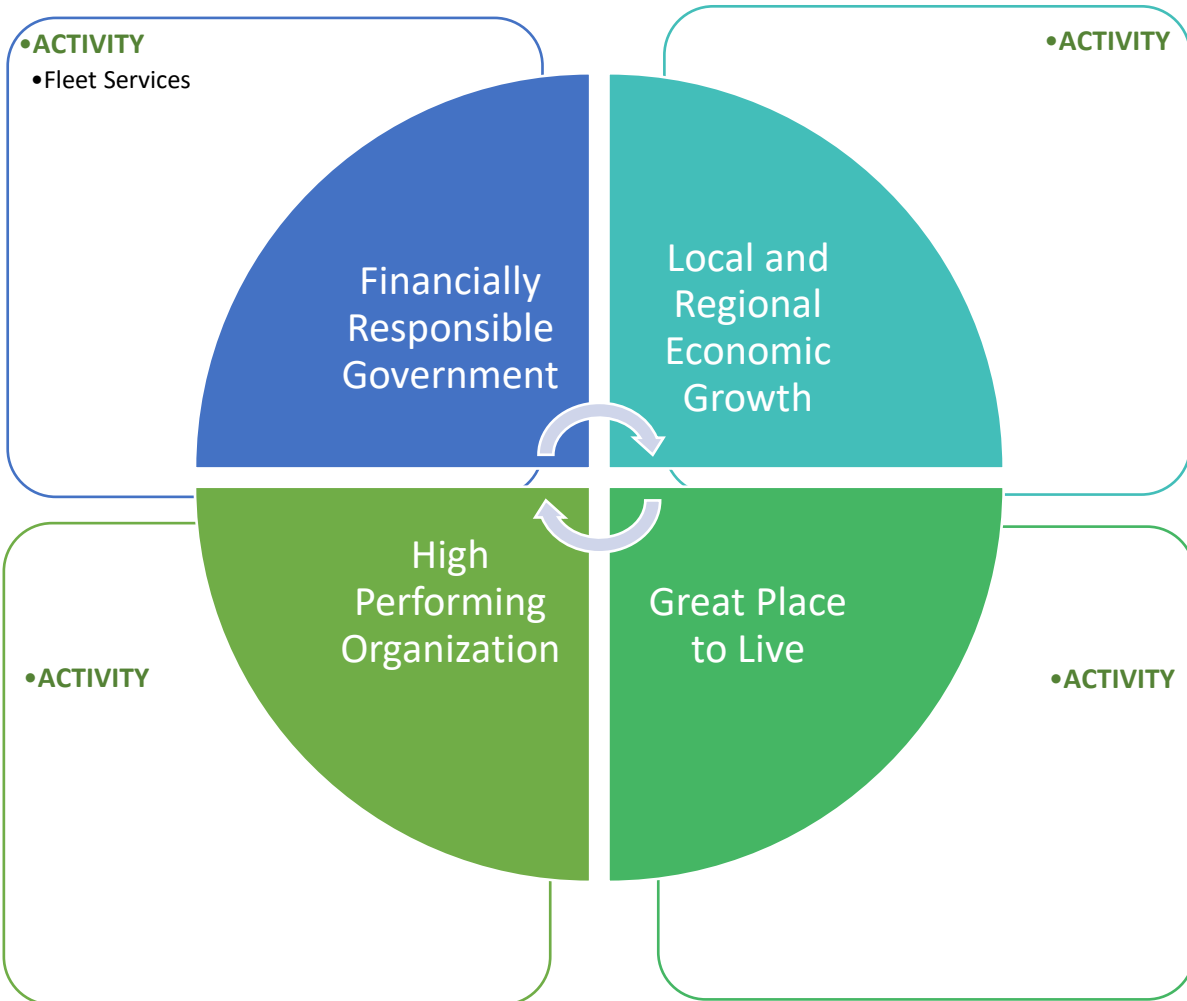 •ACTIVITY
•Fleet Services
•ACTIVITY
Financially
Responsible
Government
Local and
Regional
Economic
Growth
High
Performing
Organization
Great Place
to Live
•ACTIVITY
•ACTIVITY